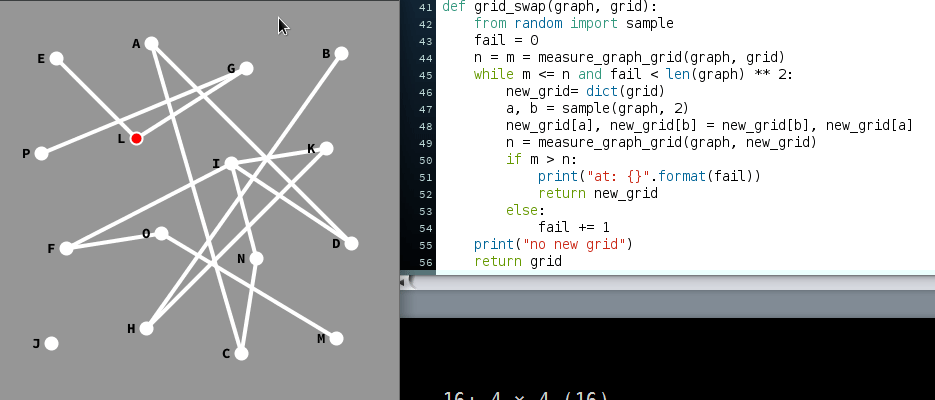 E
A
B
G
L
P
I
K
F
O
D
N
H
J
C
M
41 def grid_swap(graph, grid):
42 from random import sample
43 fail = 0
44 n = m = measure_graph_grid(graph, grid)
45 while m <= n and fail < len(graph) ** 2:
46 new_grid= dict(grid)
47 a, b = sample(graph, 2)
48 new_grid[a], new_grid[b] = new_grid[b], new_grid[a]
49 n = measure_graph_grid(graph, new_grid)
50 if m > n:
51 print("at: {}".format(fail))
52 return new_grid
53 else:
54 fail += 1
55 print("no new grid")
56 return grid
16: 4 × 4 (16)